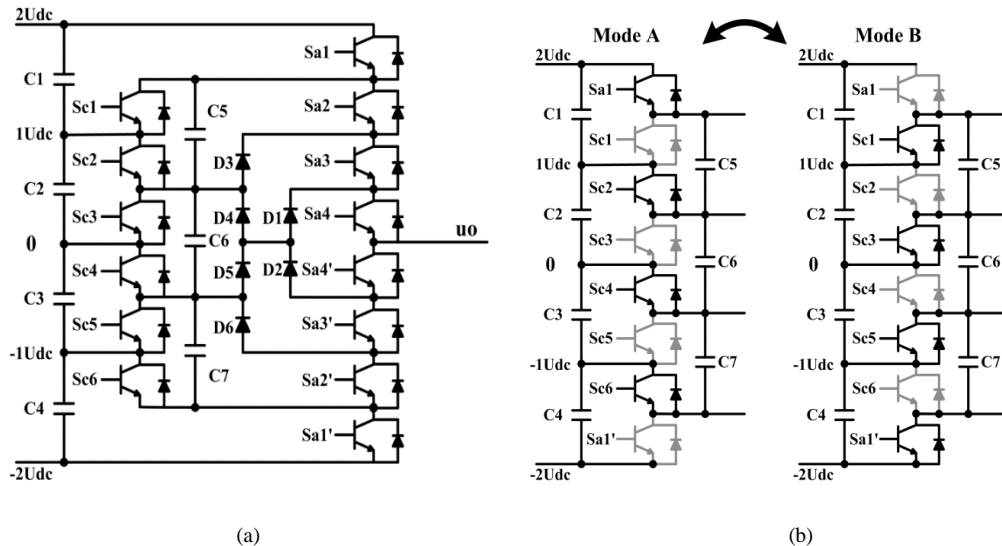 2Udc
Sa1
C1
Sc1
C5
Sa2
1Udc
Sc2
D3
Sa3
C2
Sc3
D4
D1
Sa4
0
C6
uo
Sc4
D5
D2
Sa4'
C3
Sc5
D6
Sa3'
-1Udc
Sc6
C7
Sa2'
C4
Sa1'
-2Udc
(a)
Mode A
Mode B
2Udc
Sa1
C1
Sc1
1Udc
C5
Sc2
C2
Sc3
0
C6
Sc4
C3
Sc5
-1Udc
C7
Sc6
C4
Sa1'
-2Udc
2Udc
Sa1
C1
Sc1
1Udc
C5
Sc2
C2
Sc3
0
C6
Sc4
C3
Sc5
-1Udc
C7
Sc6
C4
Sa1'
-2Udc
(b)